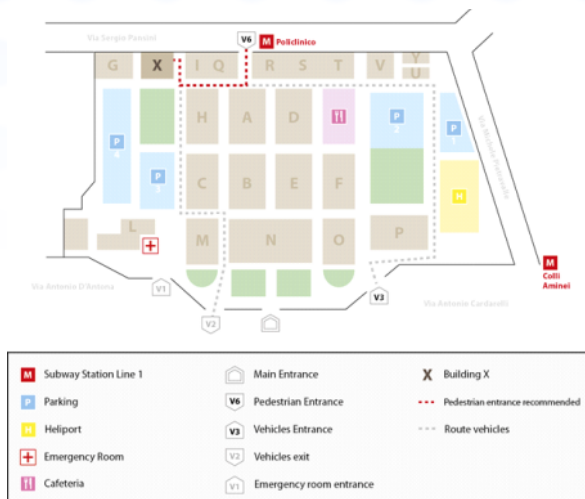 Via Sergio Pansini
V6
M Policlinico
G
X
I Q
R S T
V
Y
U
P
4
H A D
P
2
P
1
P
3
C B E F
H
L
M N O P
M
Colli
Aminei
Via Antonio D'Antona
V1
V3
Via Antonio Cardarelli
V2
M Subway Station Line 1
P Parking
H Heliport
Emergency Room
Cafeteria
Main Entrance
V6 Pedestrian Entrance
V3 Vehicles Entrance
V2 Vehicles exit
V1 Emergency room entrance
X Building X
Pedestrian entrance recommended
Route vehicles